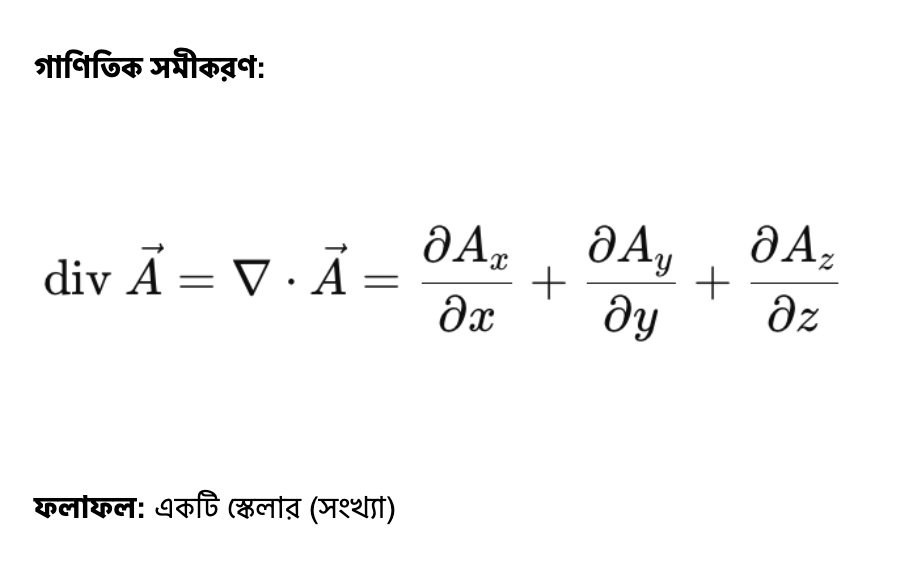 গাণিতিক সমীকরণ:
div $\vec{A} = \nabla \cdot \vec{A} = \frac{\partial A_x}{\partial x} + \frac{\partial A_y}{\partial y} + \frac{\partial A_z}{\partial z}$
ফলাফল: একটি স্কেলার (সংখ্যা)